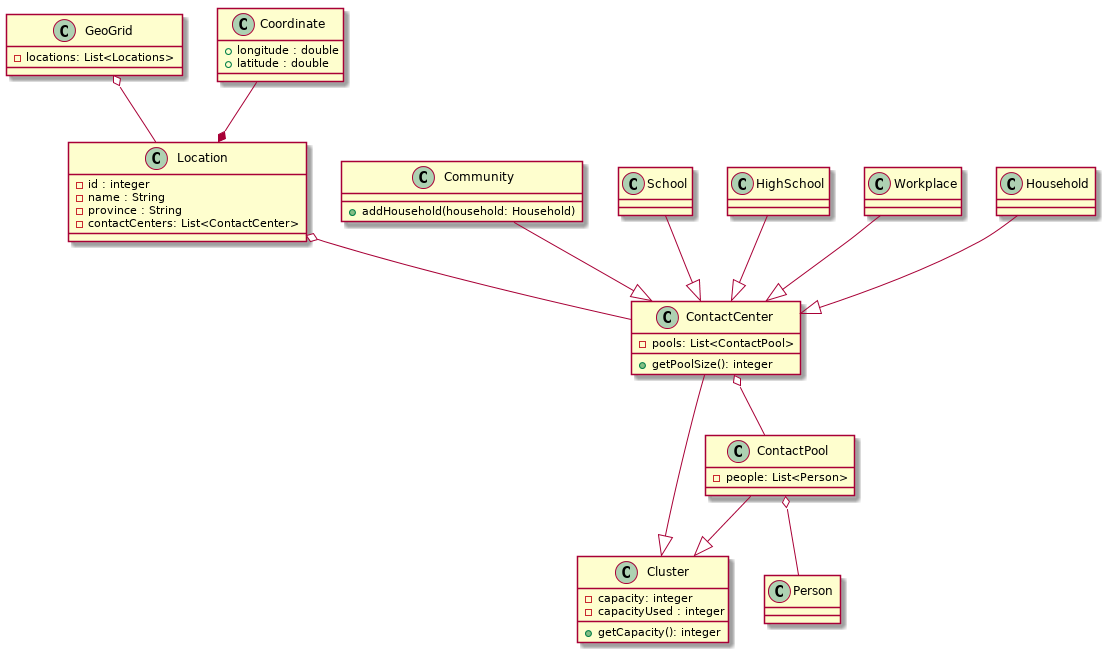 C GeoGrid
locations: List<Locations>
C Coordinate
longitude : double
latitude : double
C Location
id : integer
name : String
province : String
contactCenters: List<ContactCenter>
C Community
addHousehold(household: Household)
C School
C HighSchool
C Workplace
C Household
C ContactCenter
pools: List<ContactPool>
getPoolSize(): integer
C ContactPool
people: List<Person>
C Cluster
capacity: integer
capacityUsed : integer
getCapacity(): integer
C Person